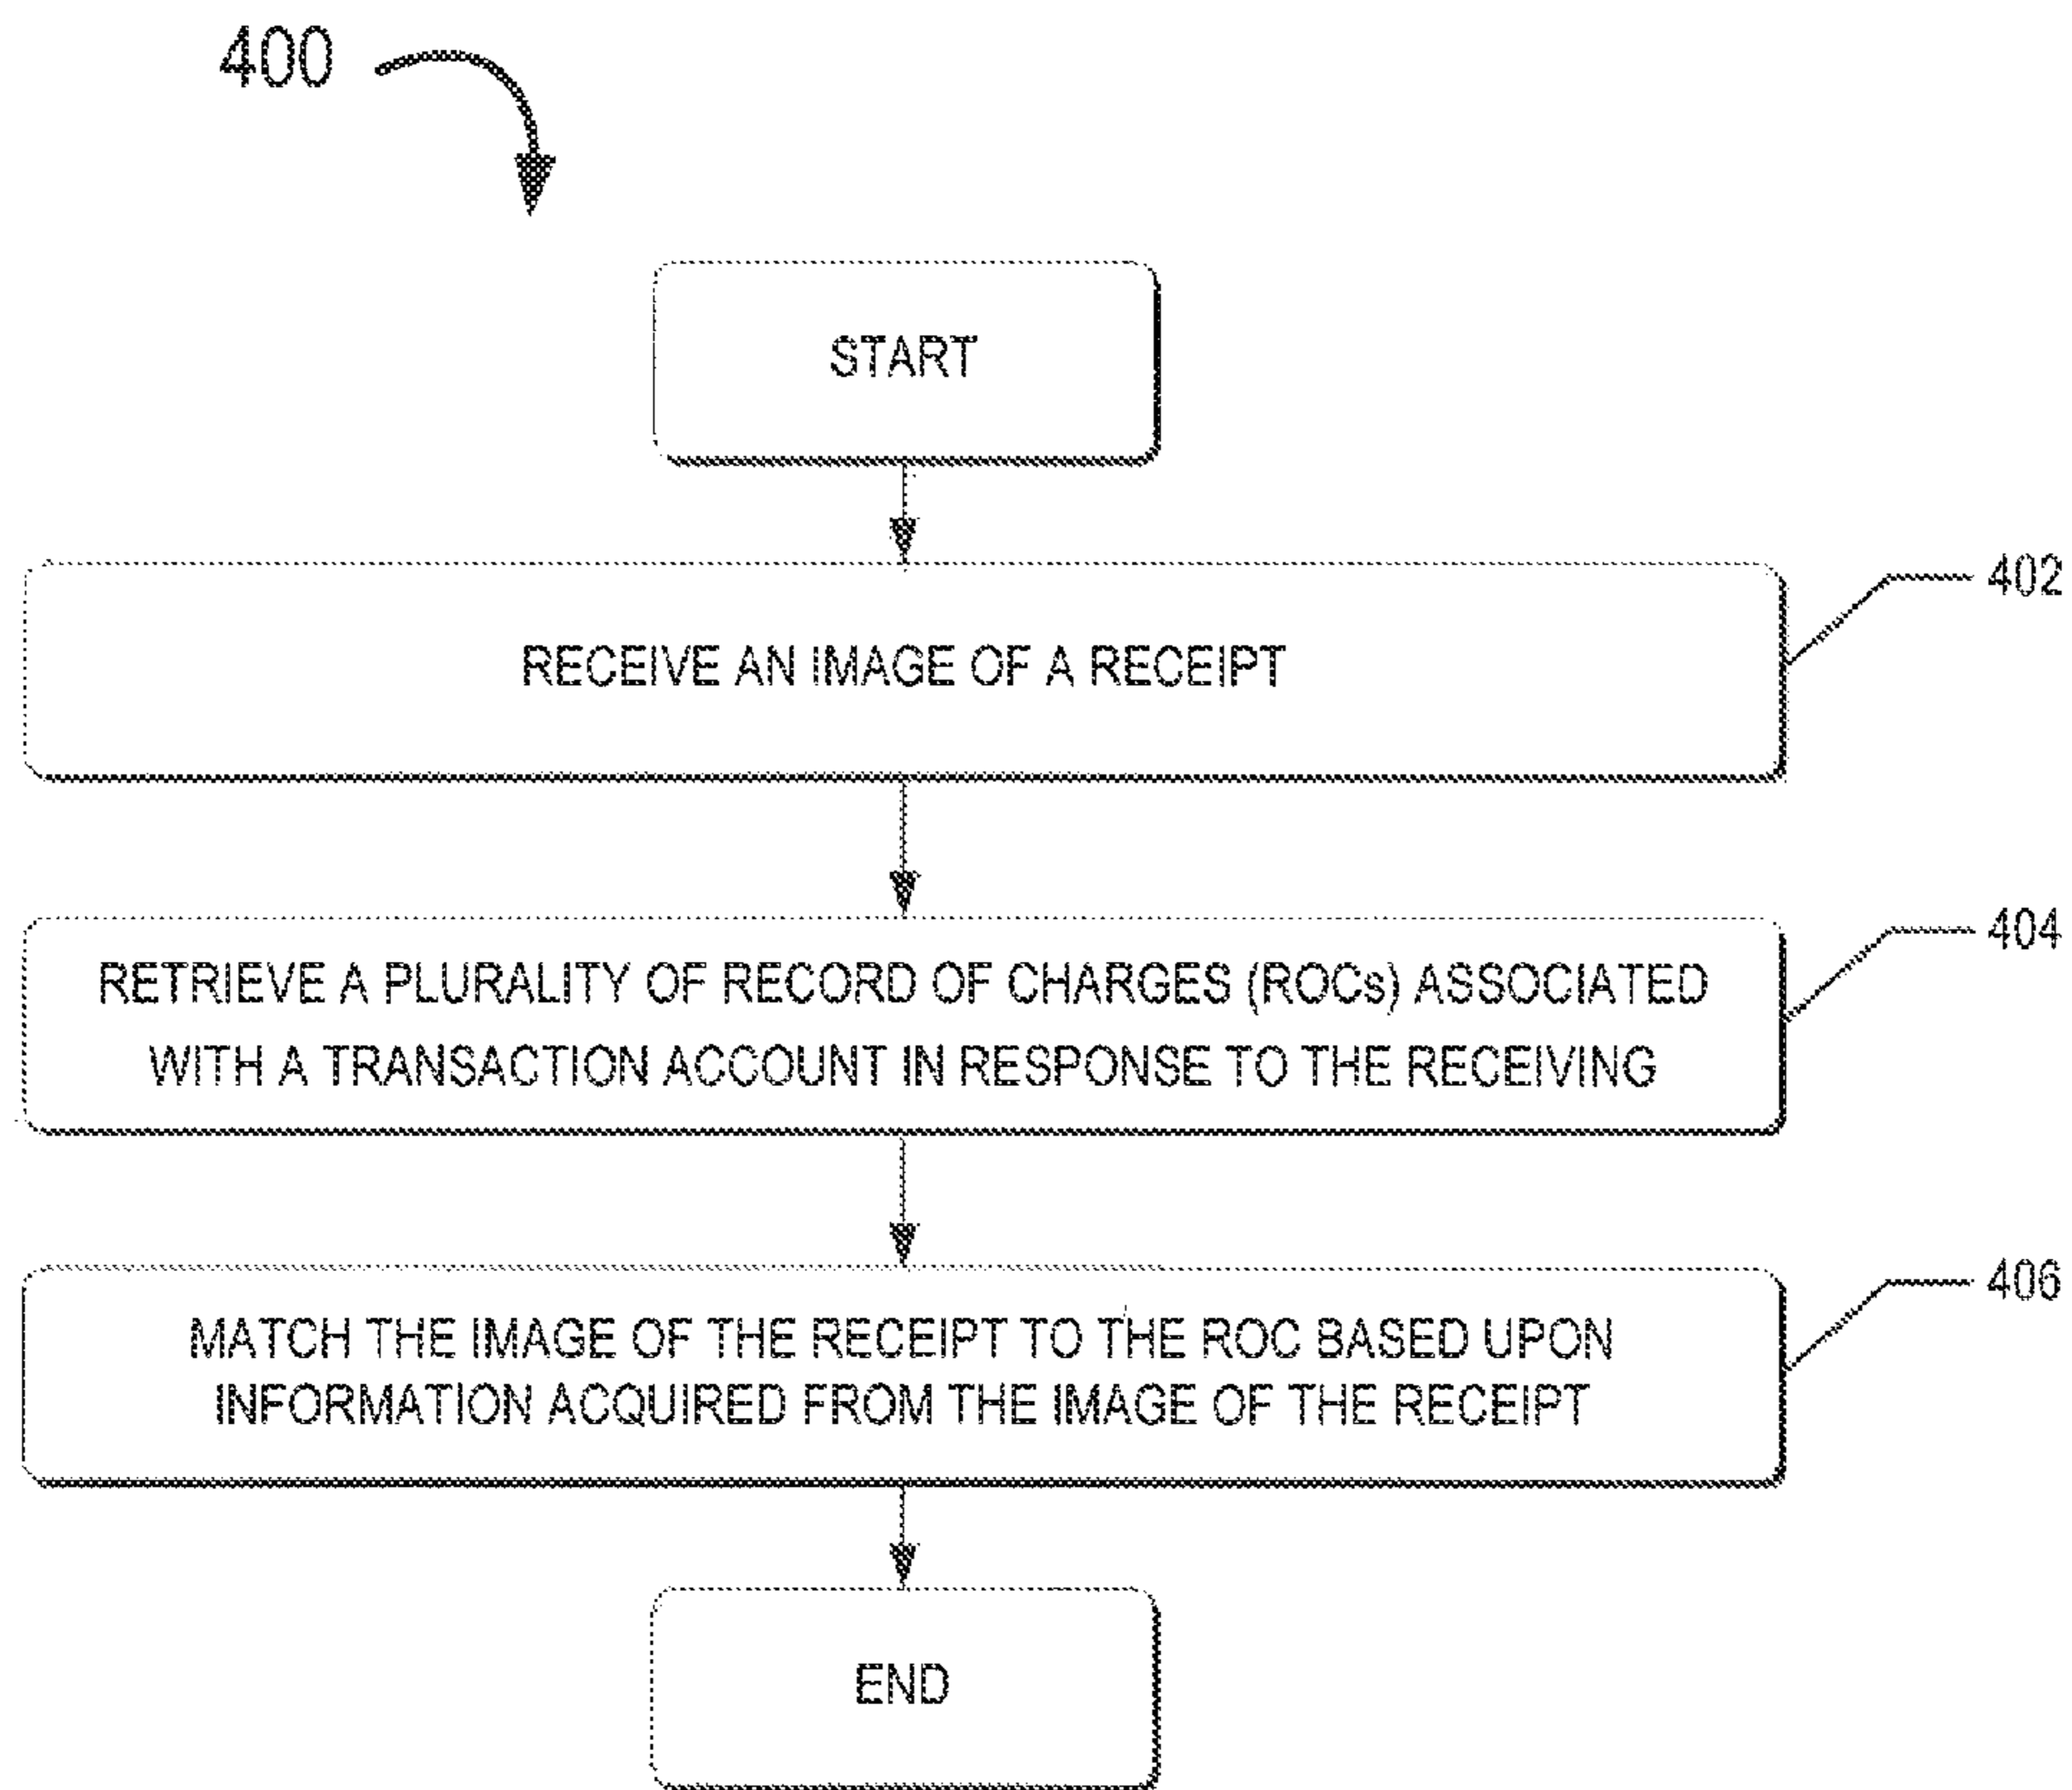 400
START
RECEIVE AN IMAGE OF A RECEIPT
402
RETRIEVE A PLURALITY OF RECORD OF CHARGES (ROCs) ASSOCIATED
WITH A TRANSACTION ACCOUNT IN RESPONSE TO THE RECEIVING
404
MATCH THE IMAGE OF THE RECEIPT TO THE ROC BASED UPON
INFORMATION ACQUIRED FROM THE IMAGE OF THE RECEIPT
406
END